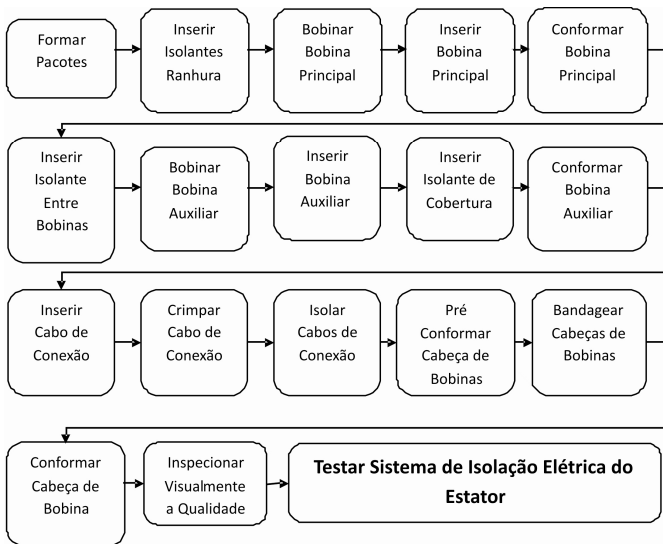 Formar
Pacotes
Inserir
Isolantes
Ranhura
Bobinar
Bobina
Principal
Inserir
Bobina
Principal
Conformar
Bobina
Principal
Inserir
Isolante
Entre
Bobinas
Bobinar
Bobina
Auxiliar
Inserir
Bobina
Auxiliar
Inserir
Isolante de
Cobertura
Conformar
Bobina
Auxiliar
Inserir
Cabo de
Conexão
Crimpar
Cabo de
Conexão
Isolar
Cabos de
Conexão
Pré
Conformar
Cabeça de
Bobinas
Bandagear
Cabeças de
Bobinas
Conformar
Cabeça de
Bobina
Inspecionar
Visualmente
a Qualidade
Testar Sistema de Isolação Elétrica do
Estator